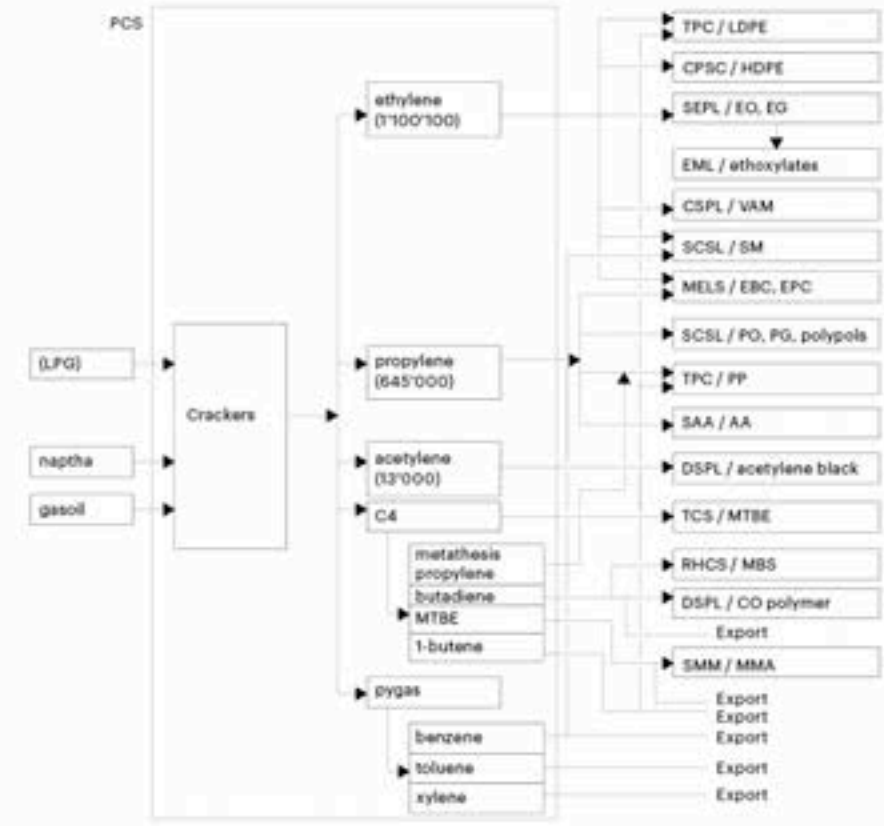 PCS
(LPG)
naptha
gasoil
Crackers
ethylene
(1'100'100)
propylene
(645'000)
acetylene
(13'000)
C4
metathesis
propylene
butadiene
MTBE
1-butene
pygas
benzene
toluene
xylene
TPC / LDPE
CPSC / HDPE
SEPL / EO, EG
EML / ethoxylates
CSPL / VAM
SCSL / SM
MELS / EBC, EPC
SCSL / PO, PG, polypols
TPC / PP
SAA / AA
DSPL / acetylene black
TCS / MTBE
RHCS / MBS
DSPL / CO polymer
Export
SMM / MMA
Export
Export
Export
Export
Export